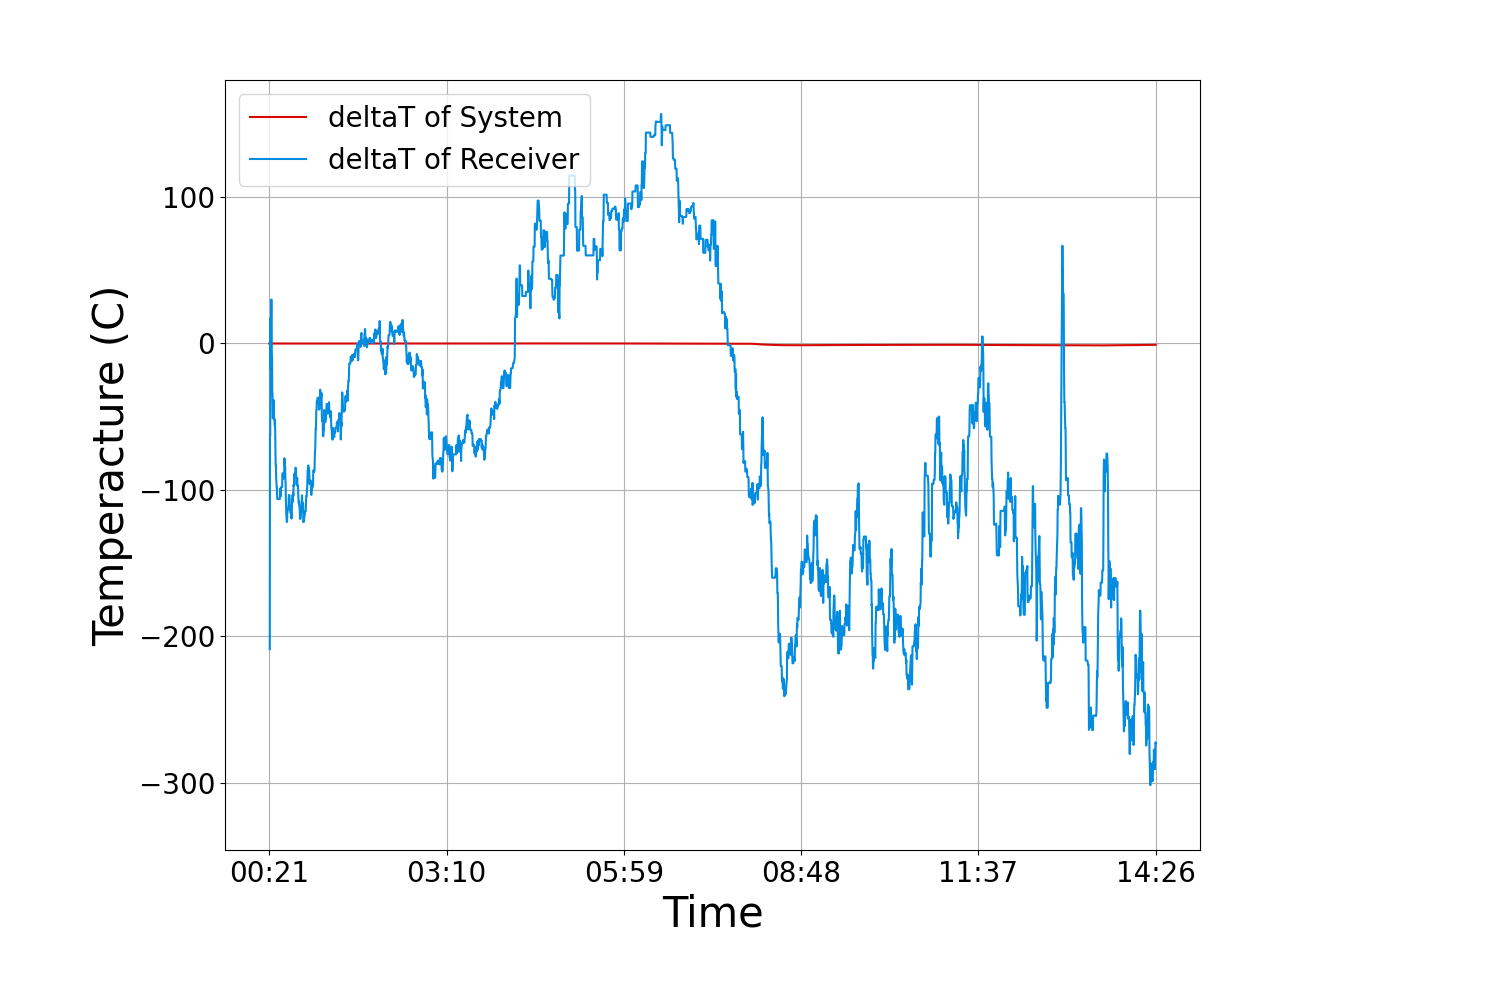 deltaT of System
deltaT of Receiver
100
0
−100
−200
−300
Temperacture (C)
00:21 03:10 05:59 08:48 11:37 14:26
Time